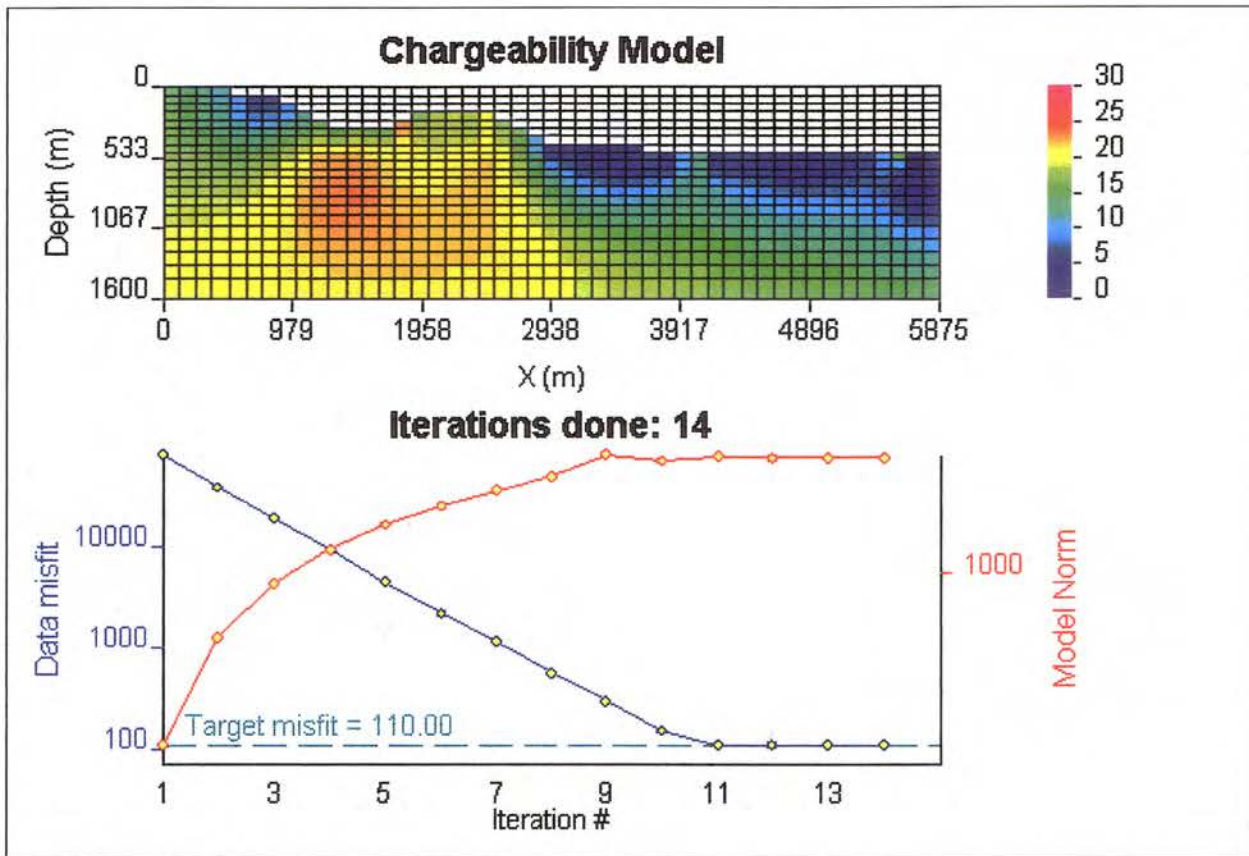 Chargeability Model
0
533
1067
1600
Depth (m)
0 979 1958 2938 3917 4896 5875
X (m)
30
25
20
15
10
5
0
Iterations done: 14
10000
1000
100
Data misfit
1000
Model Norm
Target misfit = 110.00
1 3 5 7 9 11 13
Iteration #